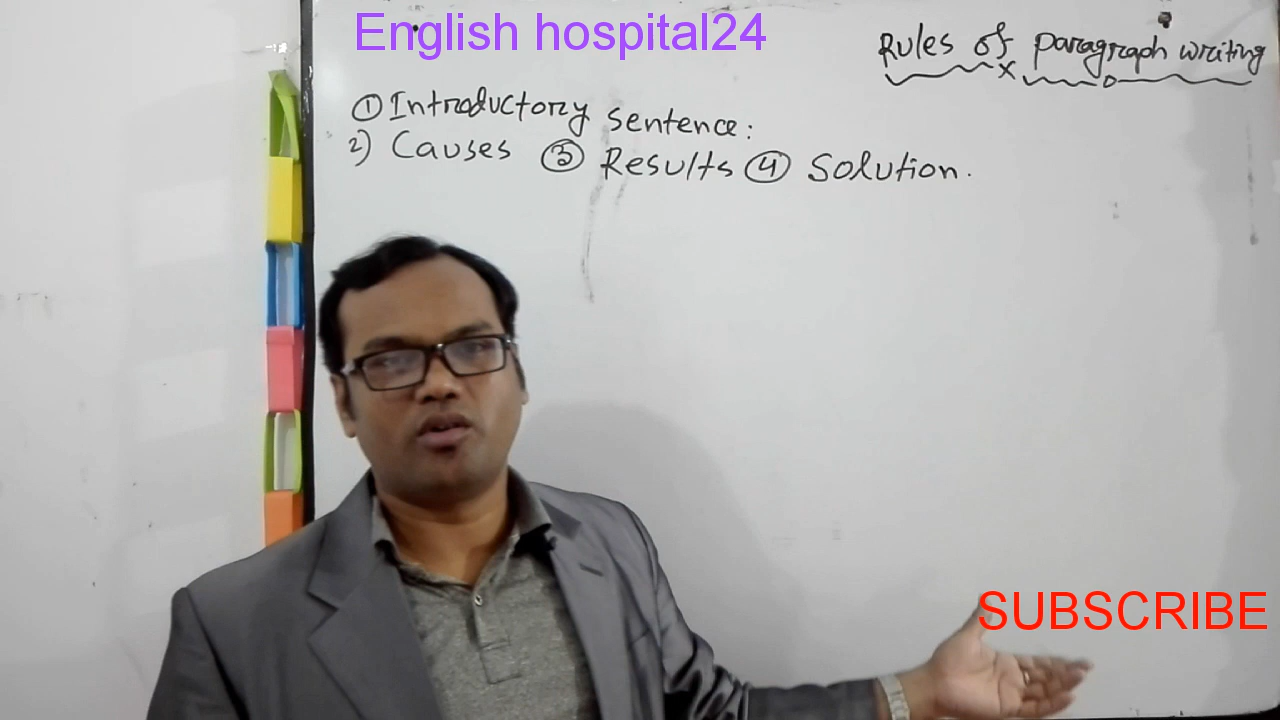 English hospital24
Rules of paragraph writing
① Introductory sentence:
2) Causes ③ Results ④ Solution.
SUBSCRIBE